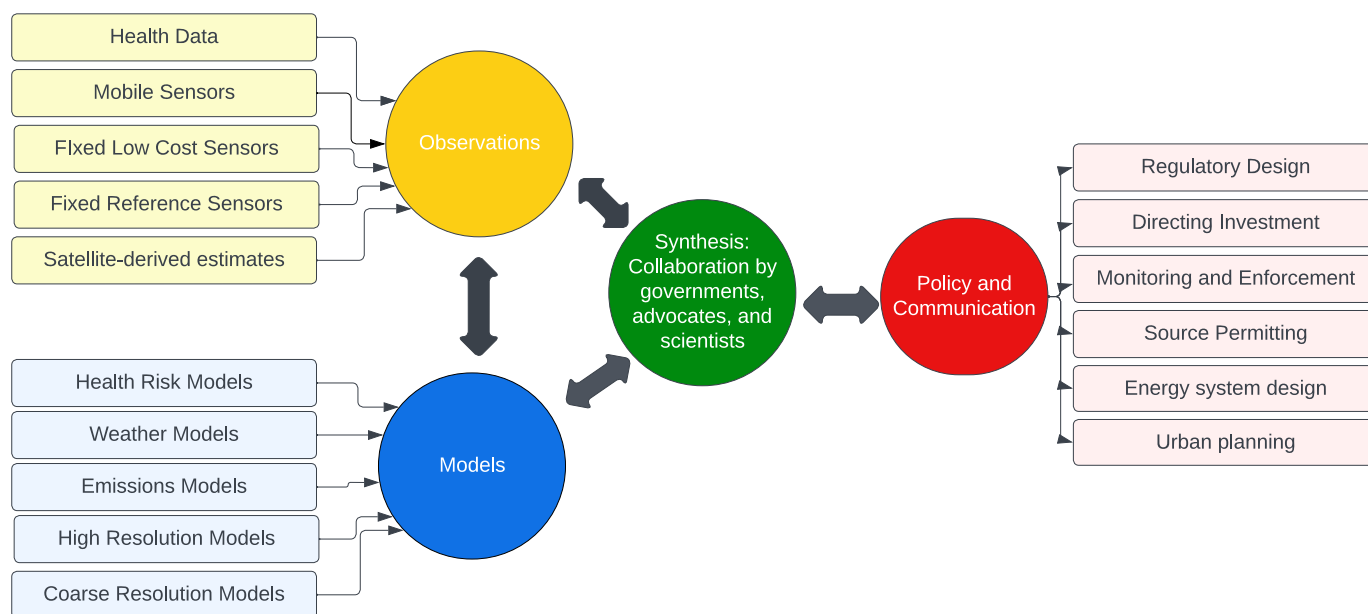 Health Data
Mobile Sensors
FIxed Low Cost Sensors
Fixed Reference Sensors
Satellite-derived estimates
Observations
Health Risk Models
Weather Models
Emissions Models
High Resolution Models
Coarse Resolution Models
Models
Synthesis:
Collaboration by
governments,
advocates, and
scientists
Policy and
Communication
Regulatory Design
Directing Investment
Monitoring and Enforcement
Source Permitting
Energy system design
Urban planning